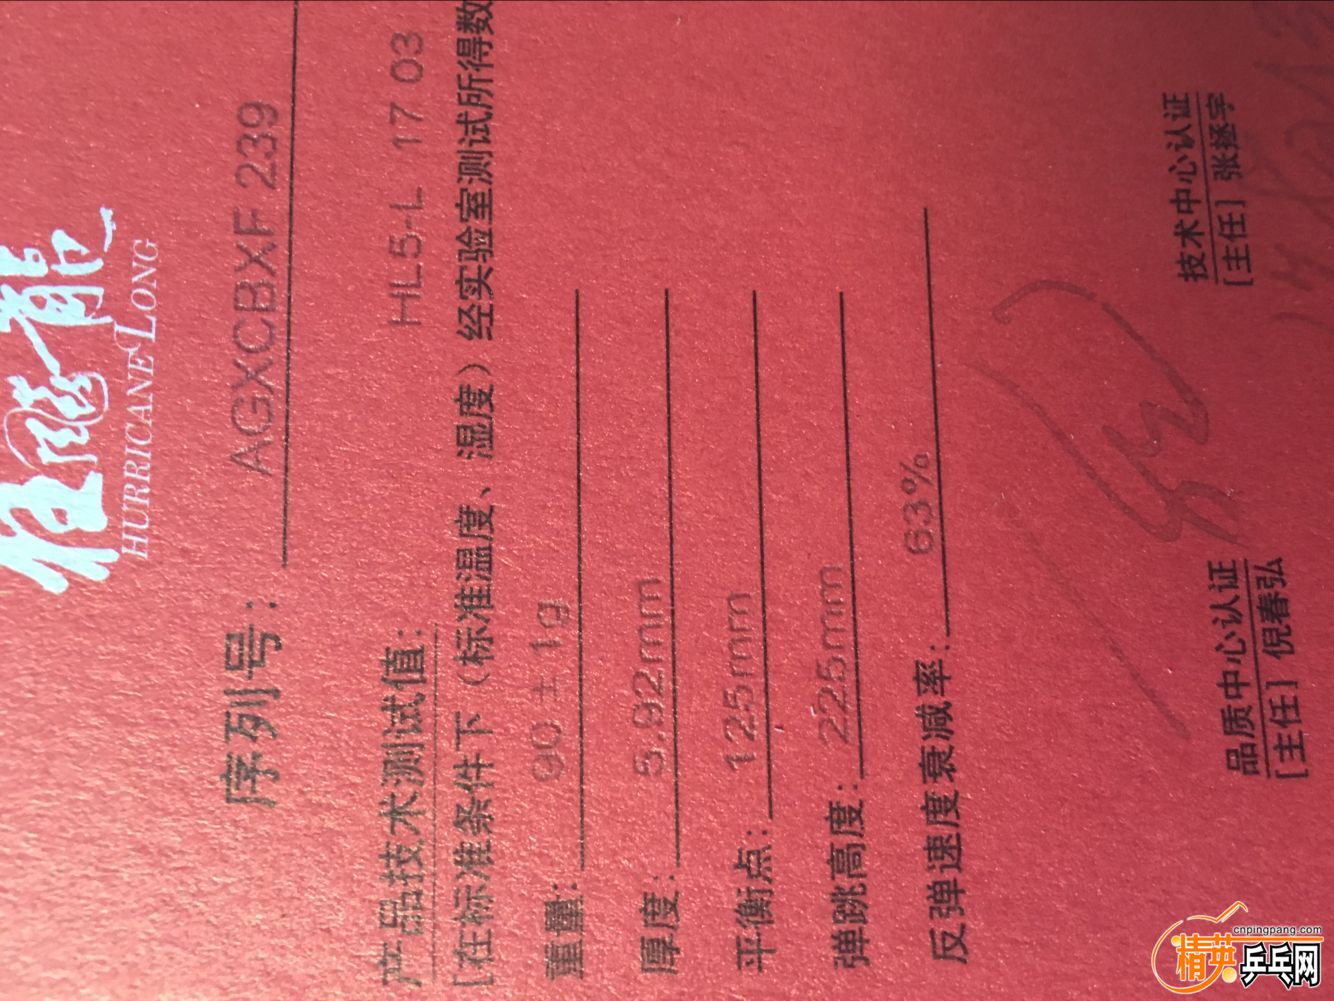 狂飚龍
HURRICANE LONG
序列号: AGXCBXF 239
产品技术测试值: HL5-L 17 03
[在标准条件下（标准温度、湿度）经实验室测试所得数
重量: 90 ± 1g
厚度: 5.92mm
平衡点: 125mm
弹跳高度: 225mm
反弹速度衰减率: 63%
品质中心认证
[主任] 倪春弘
技术中心认证
[主任] 张拯宇
cnpingpang.com
精英乒乓网